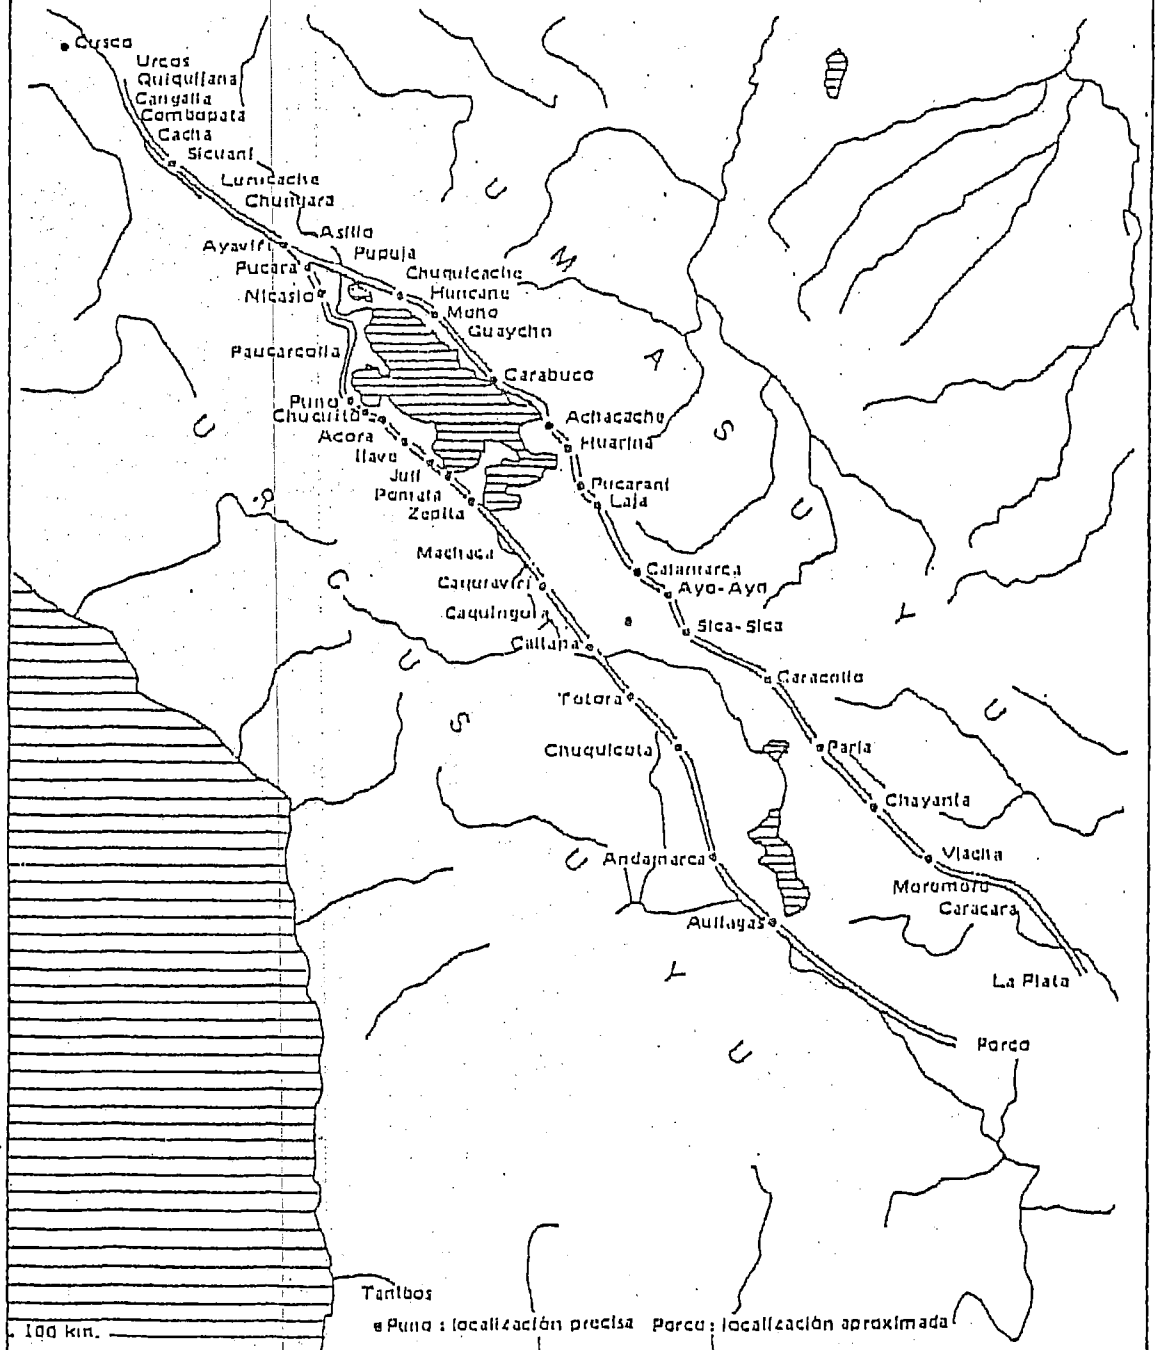 Cusco
Urcos
Quiquijana
Cangalla
Combapata
Cacha
Sicuani
Lunicache
Chungara
Asillo
Ayaviri
Pupuja
Pucara
Chuquicache
Nicasio
Huncane
Moho
Guaycho
Paucarcolla
Carabuco
Puno
Chucuito
Achacache
Acora
Huarina
Ilave
Juli
Pucarani
Pomata
Laja
Zepita
Machaca
Calamarca
Caquiaviri
Ayo-Ayo
Caquingora
Sica-Sica
Callapa
Caracollo
Totora
Chuquicota
Paria
Chayanta
Andamarca
Viacha
Moromoro
Caracara
Aullagas
La Plata
Porco
U M A S U Y U
U R C U S U Y U
Tambos
Puno : localización precisa Porco : localización aproximada
100 km.